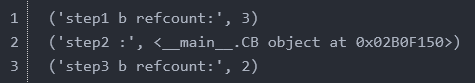 1 ('step1 b refcount:', 3)
2 ('step2 :', <__main__.CB object at 0x02B0F150>)
3 ('step3 b refcount:', 2)